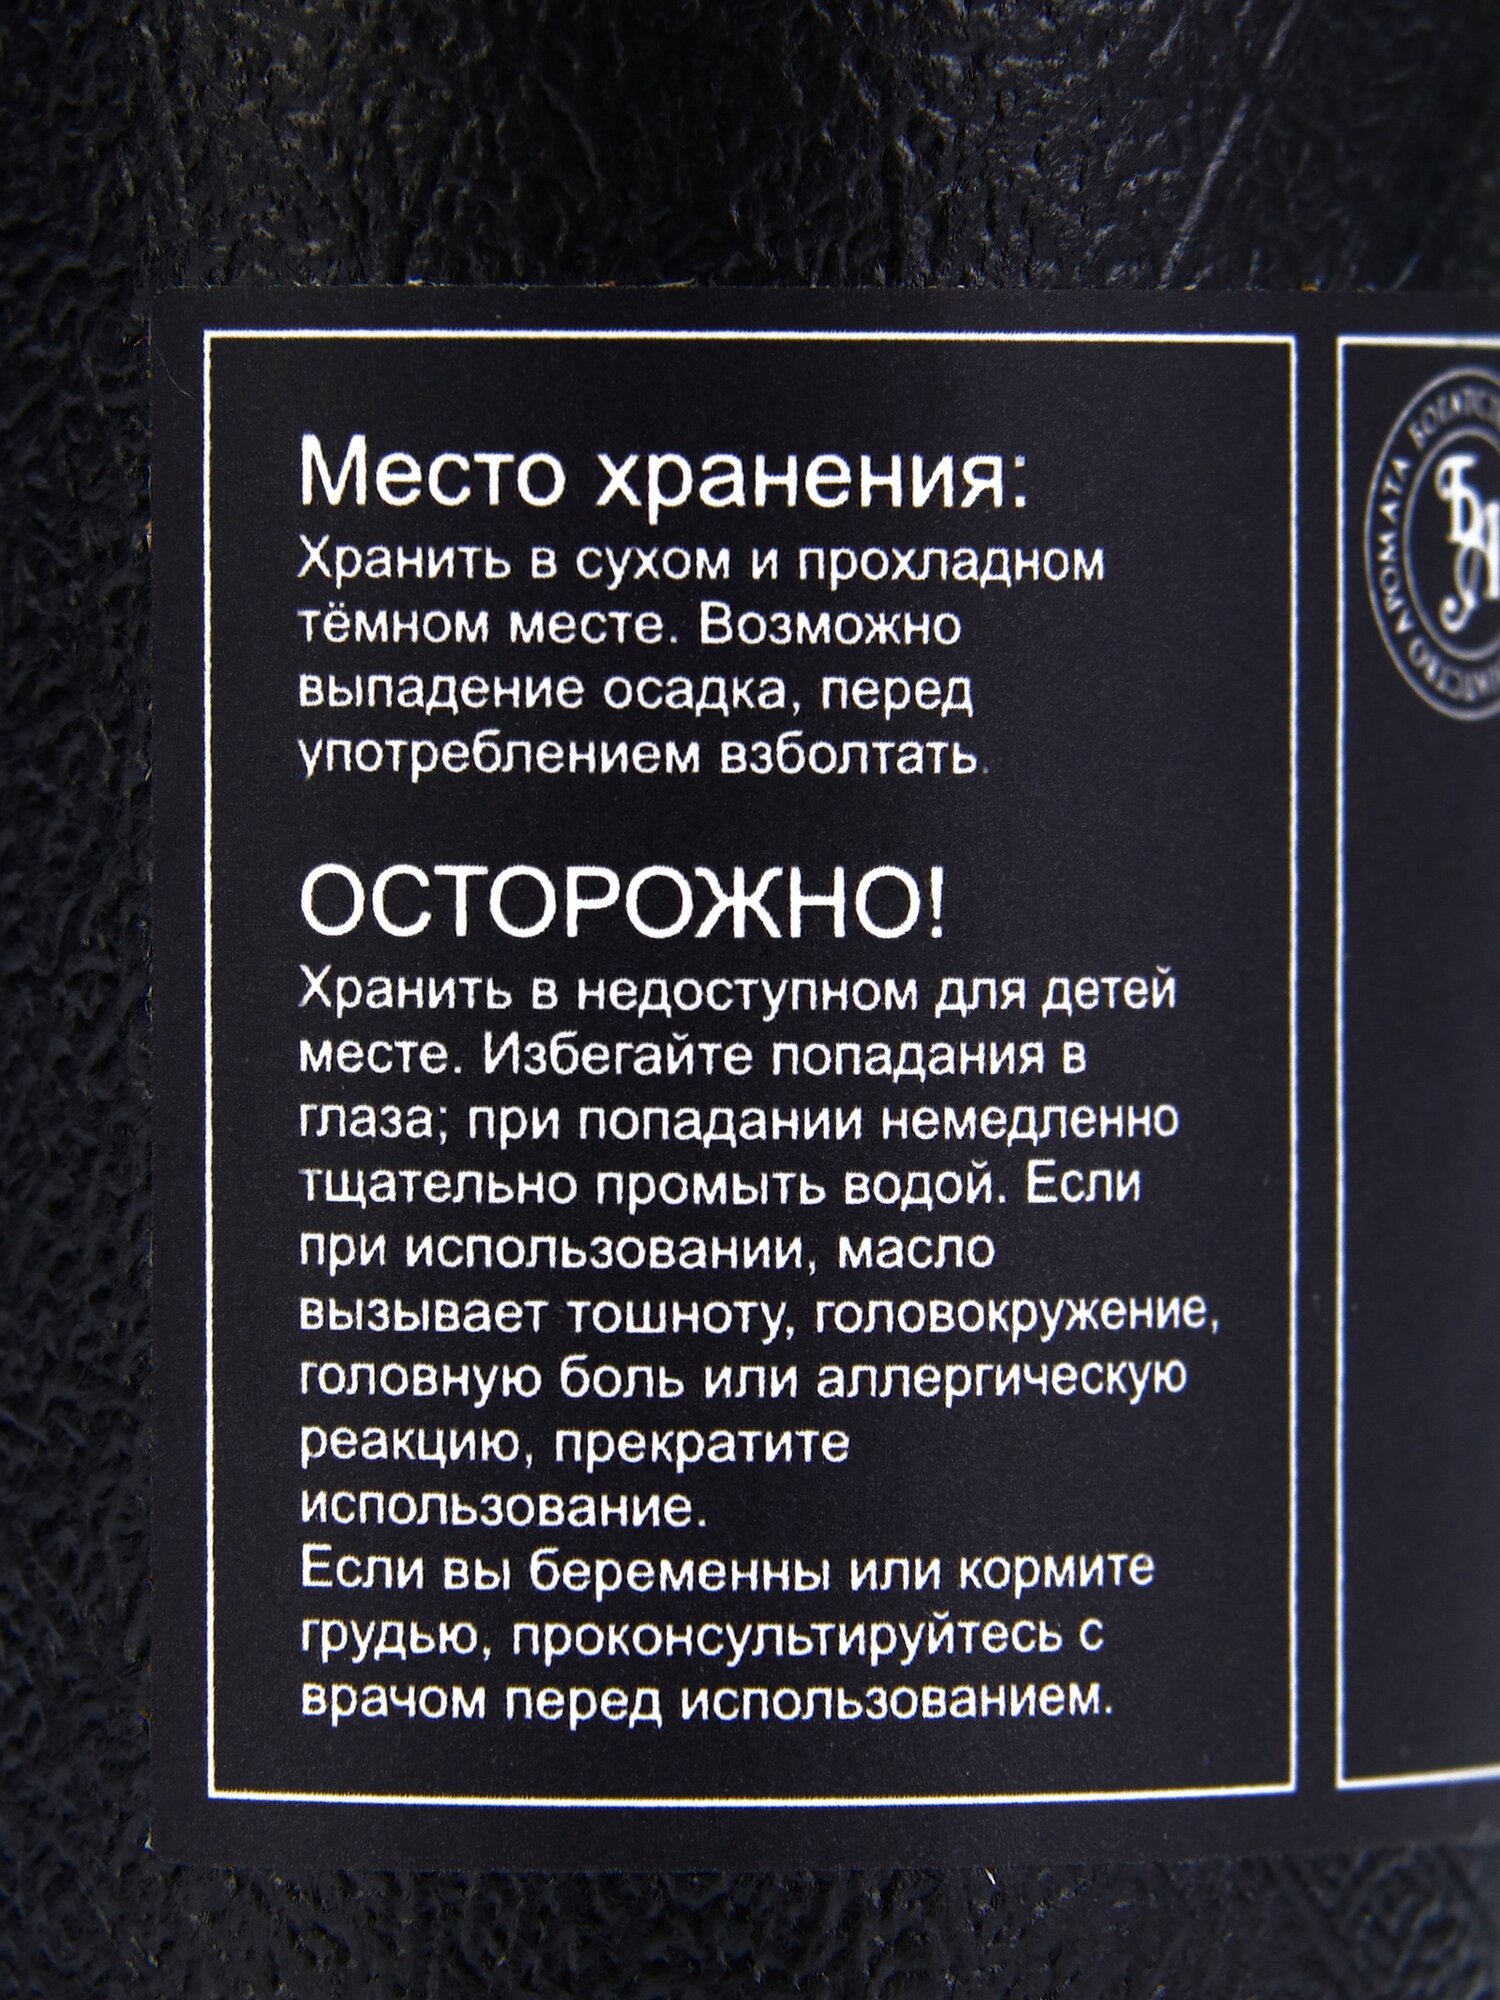 Место хранения:
Хранить в сухом и прохладном
тёмном месте. Возможно
выпадение осадка, перед
употреблением взболтать.
ОСТОРОЖНО!
Хранить в недоступном для детей
месте. Избегайте попадания в
глаза; при попадании немедленно
тщательно промыть водой. Если
при использовании, масло
вызывает тошноту, головокружение,
головную боль или аллергическую
реакцию, прекратите
использование.
Если вы беременны или кормите
грудью, проконсультируйтесь с
врачом перед использованием.
АРОМАТА